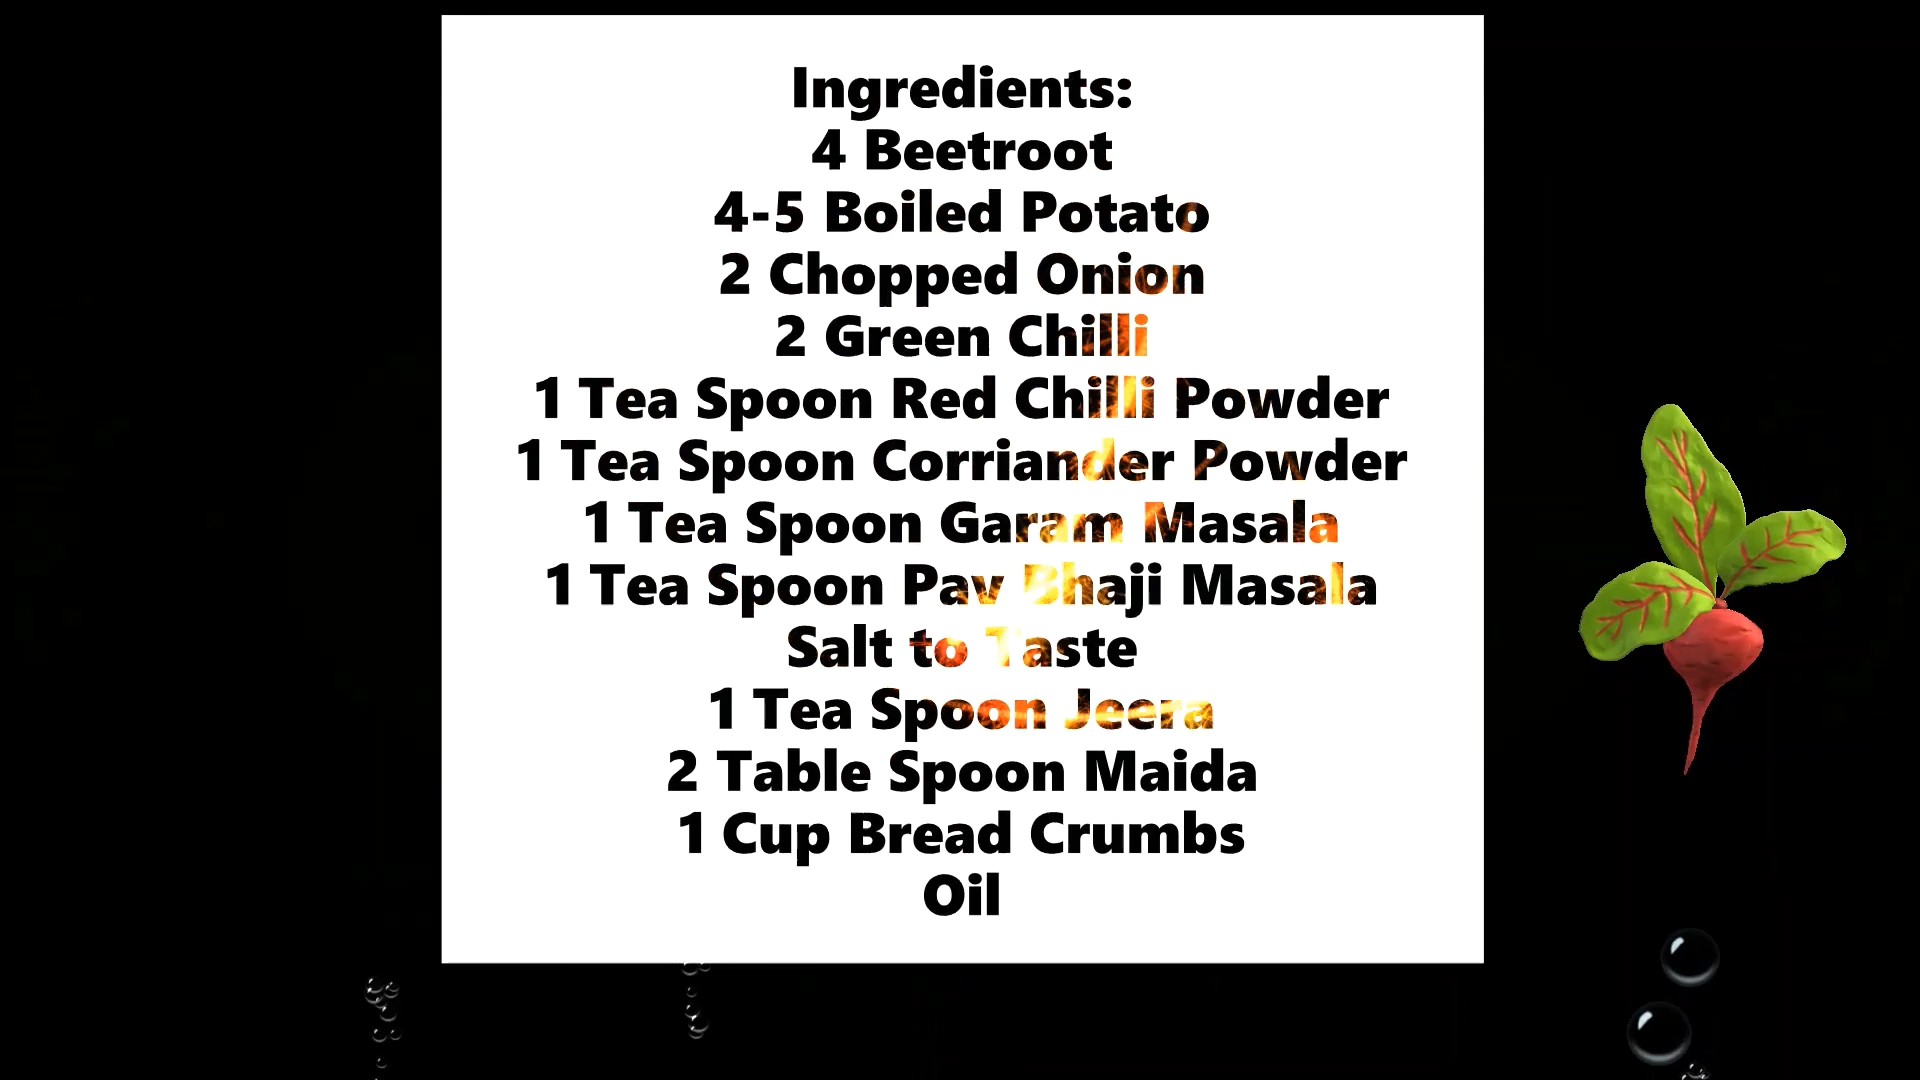 Ingredients:
4 Beetroot
4-5 Boiled Potato
2 Chopped Onion
2 Green Chilli
1 Tea Spoon Red Chilli Powder
1 Tea Spoon Corriander Powder
1 Tea Spoon Garam Masala
1 Tea Spoon Pav Bhaji Masala
Salt to Taste
1 Tea Spoon Jeera
2 Table Spoon Maida
1 Cup Bread Crumbs
Oil